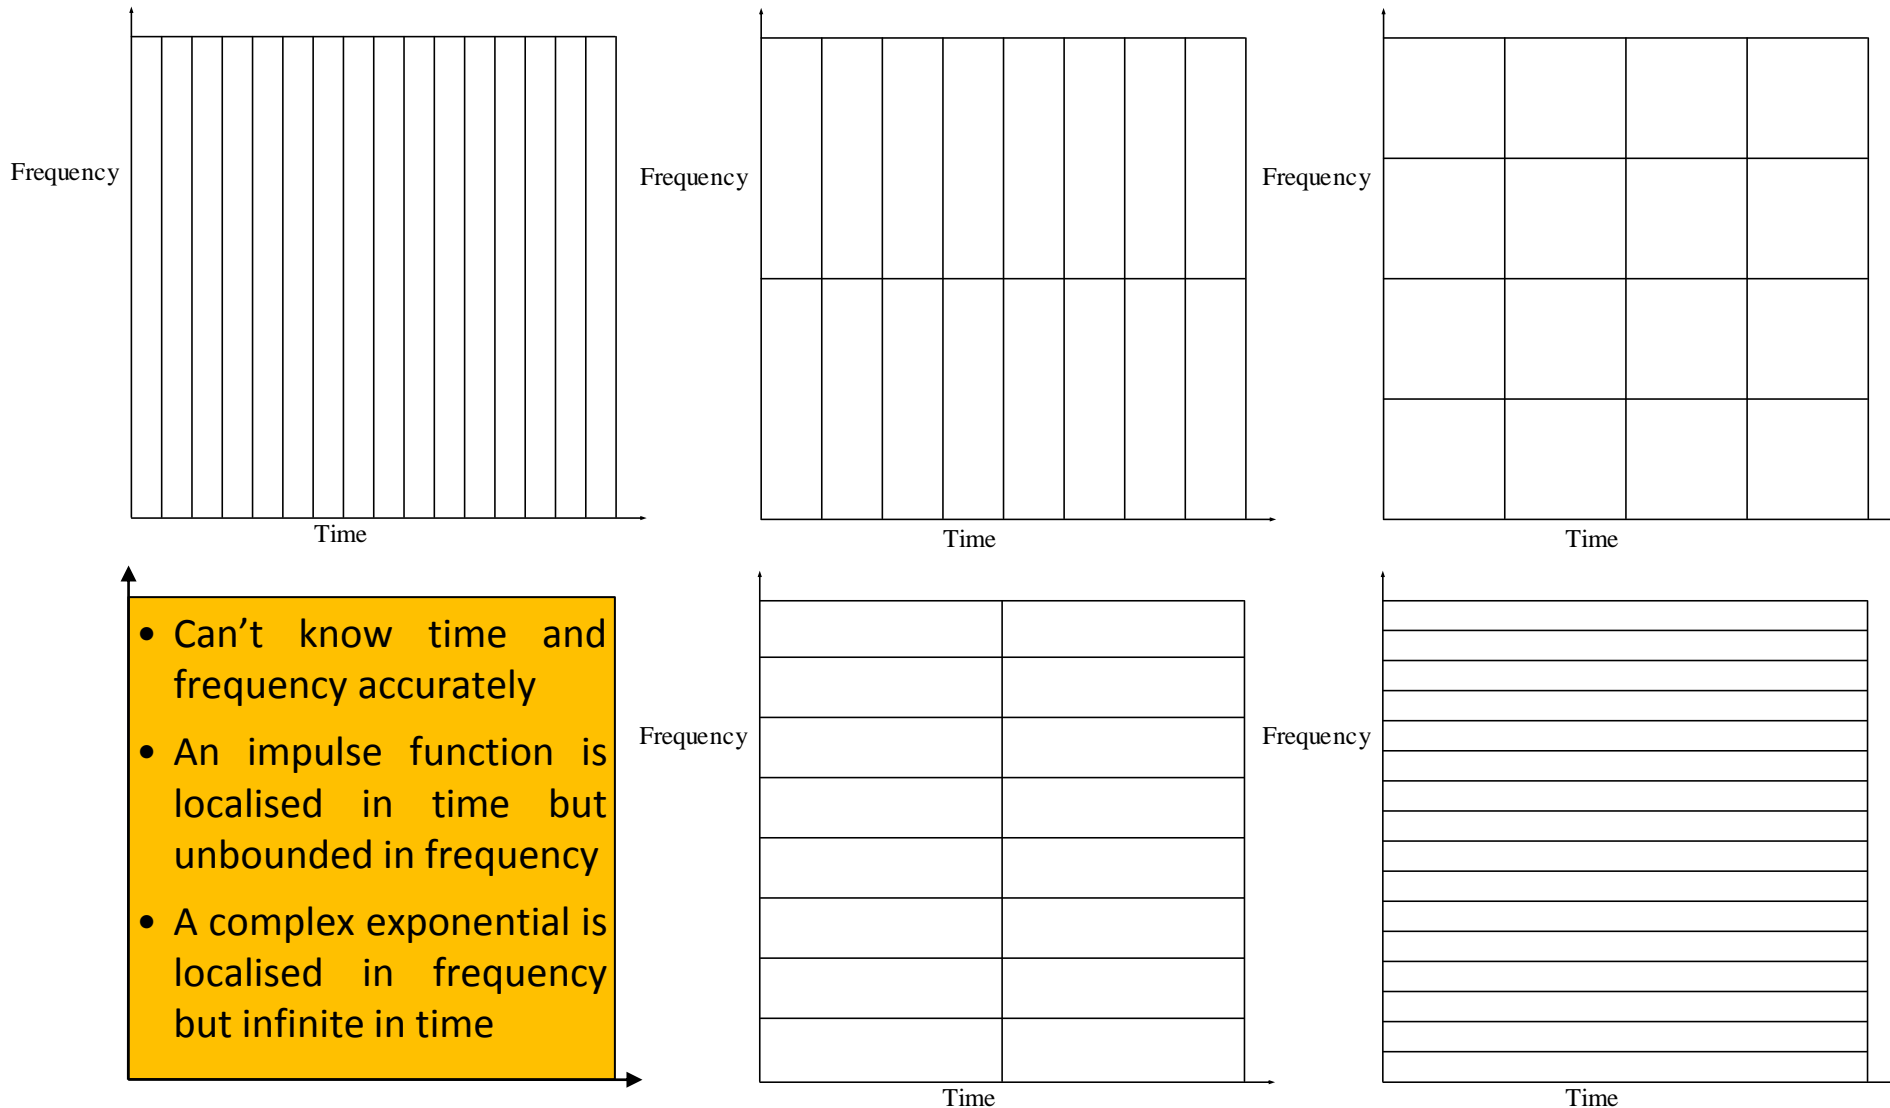 Frequency
Time
Frequency
Time
Frequency
Time
• Can’t know time and
frequency accurately
• An impulse function is
localised in time but
unbounded in frequency
• A complex exponential is
localised in frequency
but infinite in time
Frequency
Time
Frequency
Time